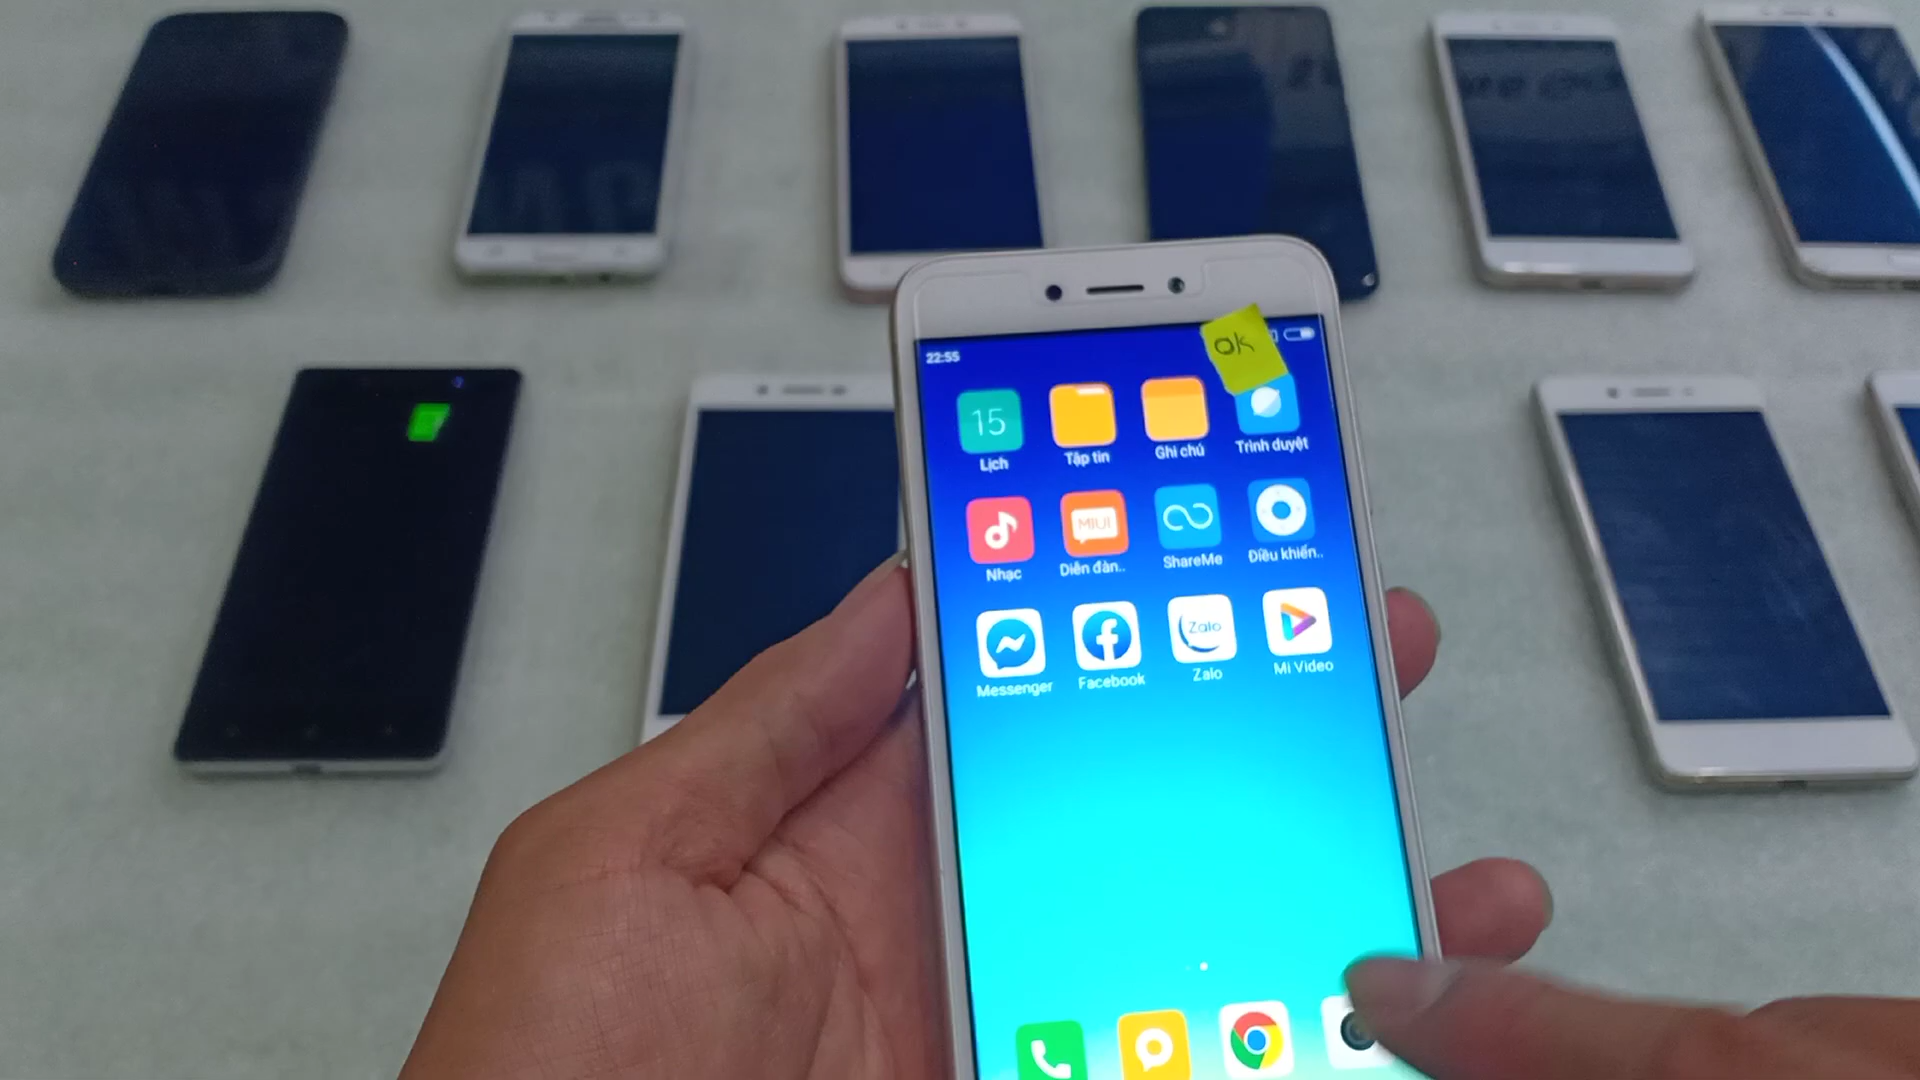 OK
22:55
15
Lịch
Tập tin
Ghi chú
Trình duyệt
Nhạc
MIUI
Diễn đàn..
ShareMe
Điều khiển..
Messenger
Facebook
Zalo
Zalo
Mi Video